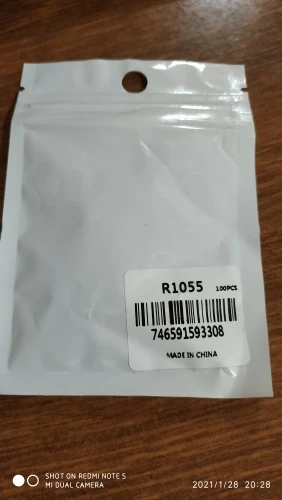 R1055 100PCS
746591593308
MADE IN CHINA
SHOT ON REDMI NOTE 5
MI DUAL CAMERA
2021/1/28 20:28